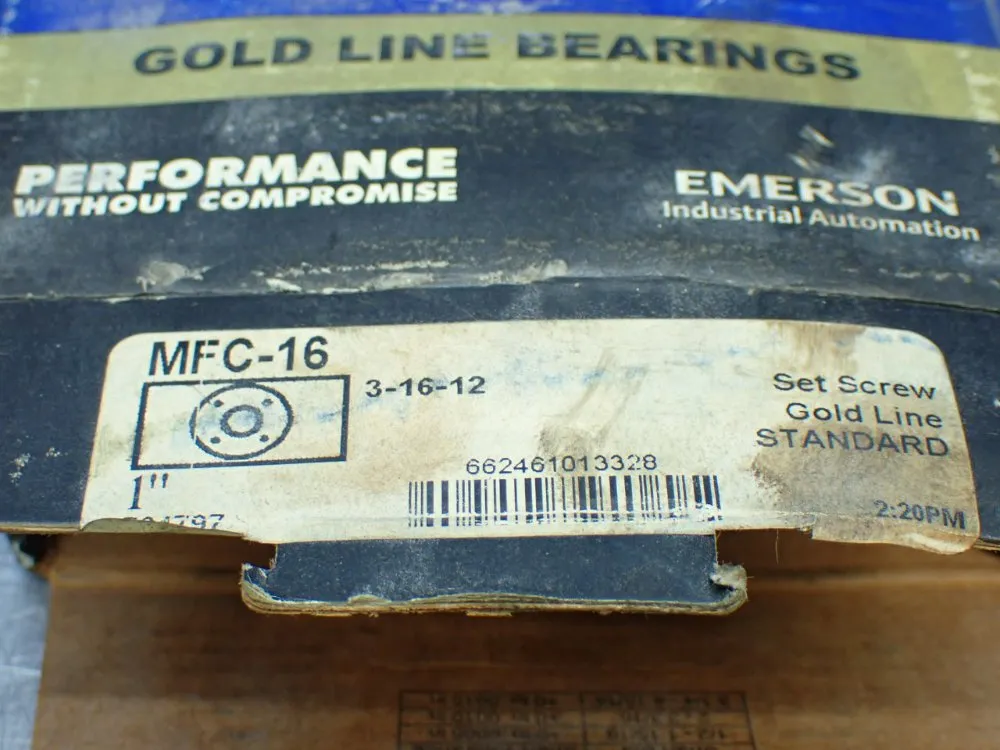 GOLD LINE BEARINGS
PERFORMANCE
WITHOUT COMPROMISE
EMERSON
Industrial Automation
MFC-16
3-16-12
Set Screw
Gold Line
STANDARD
662461013328
1"
2:20PM